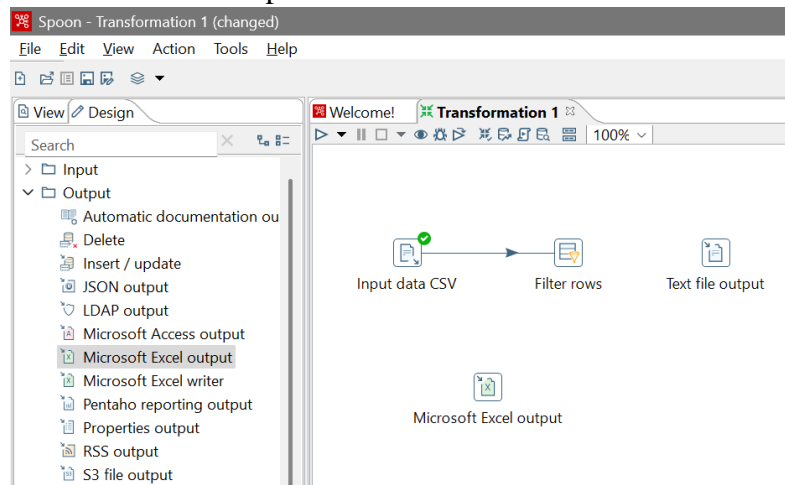 Spoon - Transformation 1 (changed)
File Edit View Action Tools Help
View Design
Welcome! Transformation 1
Search
100%
Input
Output
Automatic documentation ou
Delete
Insert / update
JSON output
LDAP output
Microsoft Access output
Microsoft Excel output
Microsoft Excel writer
Pentaho reporting output
Properties output
RSS output
S3 file output
Input data CSV
Filter rows
Text file output
Microsoft Excel output